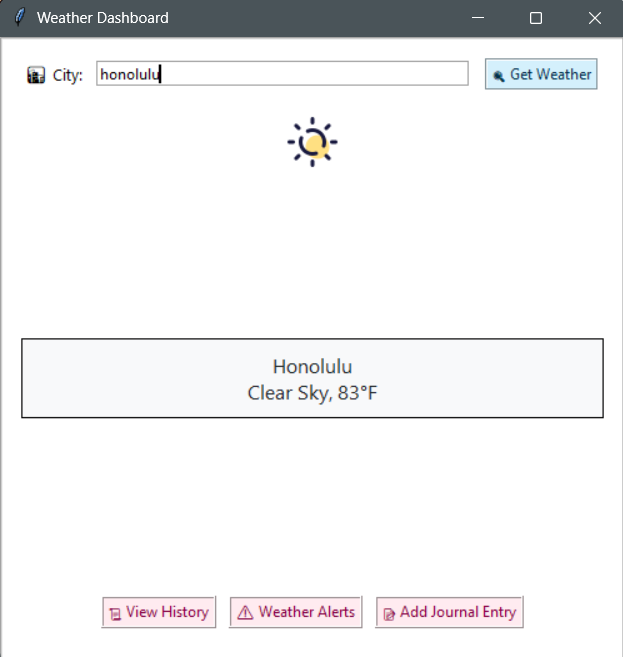 Weather Dashboard
City: honolulu Get Weather
Honolulu
Clear Sky, 83°F
View History Weather Alerts Add Journal Entry